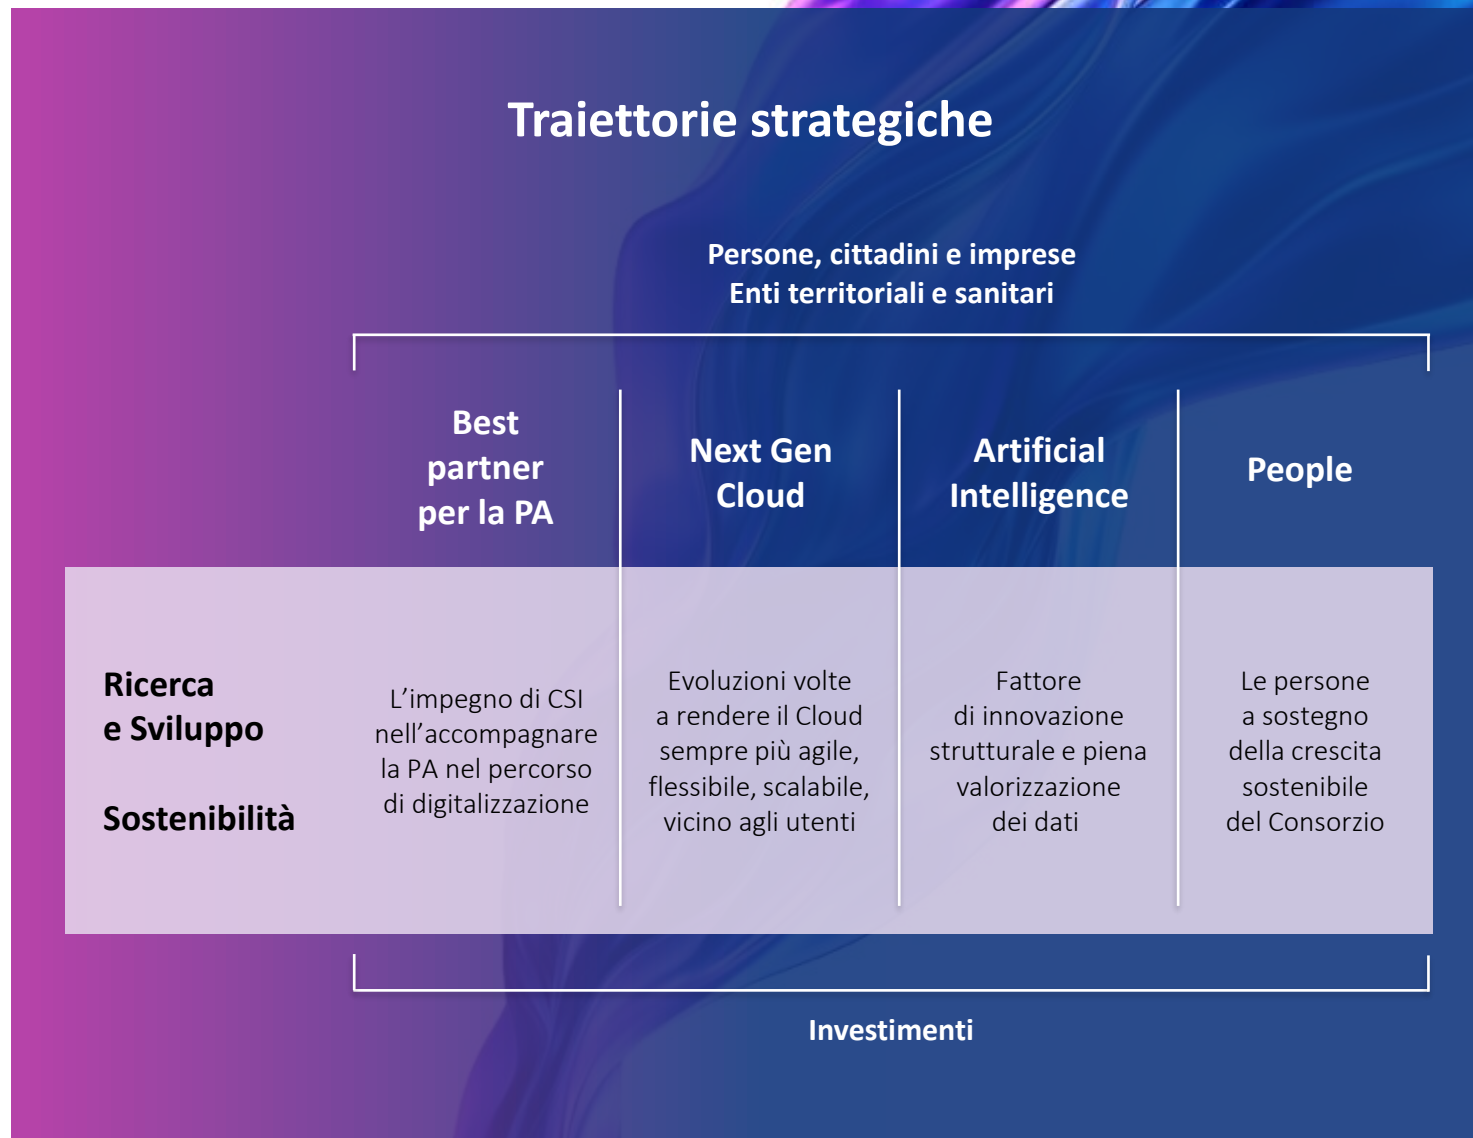 Traiettorie strategiche
Persone, cittadini e imprese
Enti territoriali e sanitari
Best
partner
per la PA
Next Gen
Cloud
Artificial
Intelligence
People
Ricerca
e Sviluppo
Sostenibilità
L’impegno di CSI
nell’accompagnare
la PA nel percorso
di digitalizzazione
Evoluzioni volte
a rendere il Cloud
sempre più agile,
flessibile, scalabile,
vicino agli utenti
Fattore
di innovazione
strutturale e piena
valorizzazione
dei dati
Le persone
a sostegno
della crescita
sostenibile
del Consorzio
Investimenti